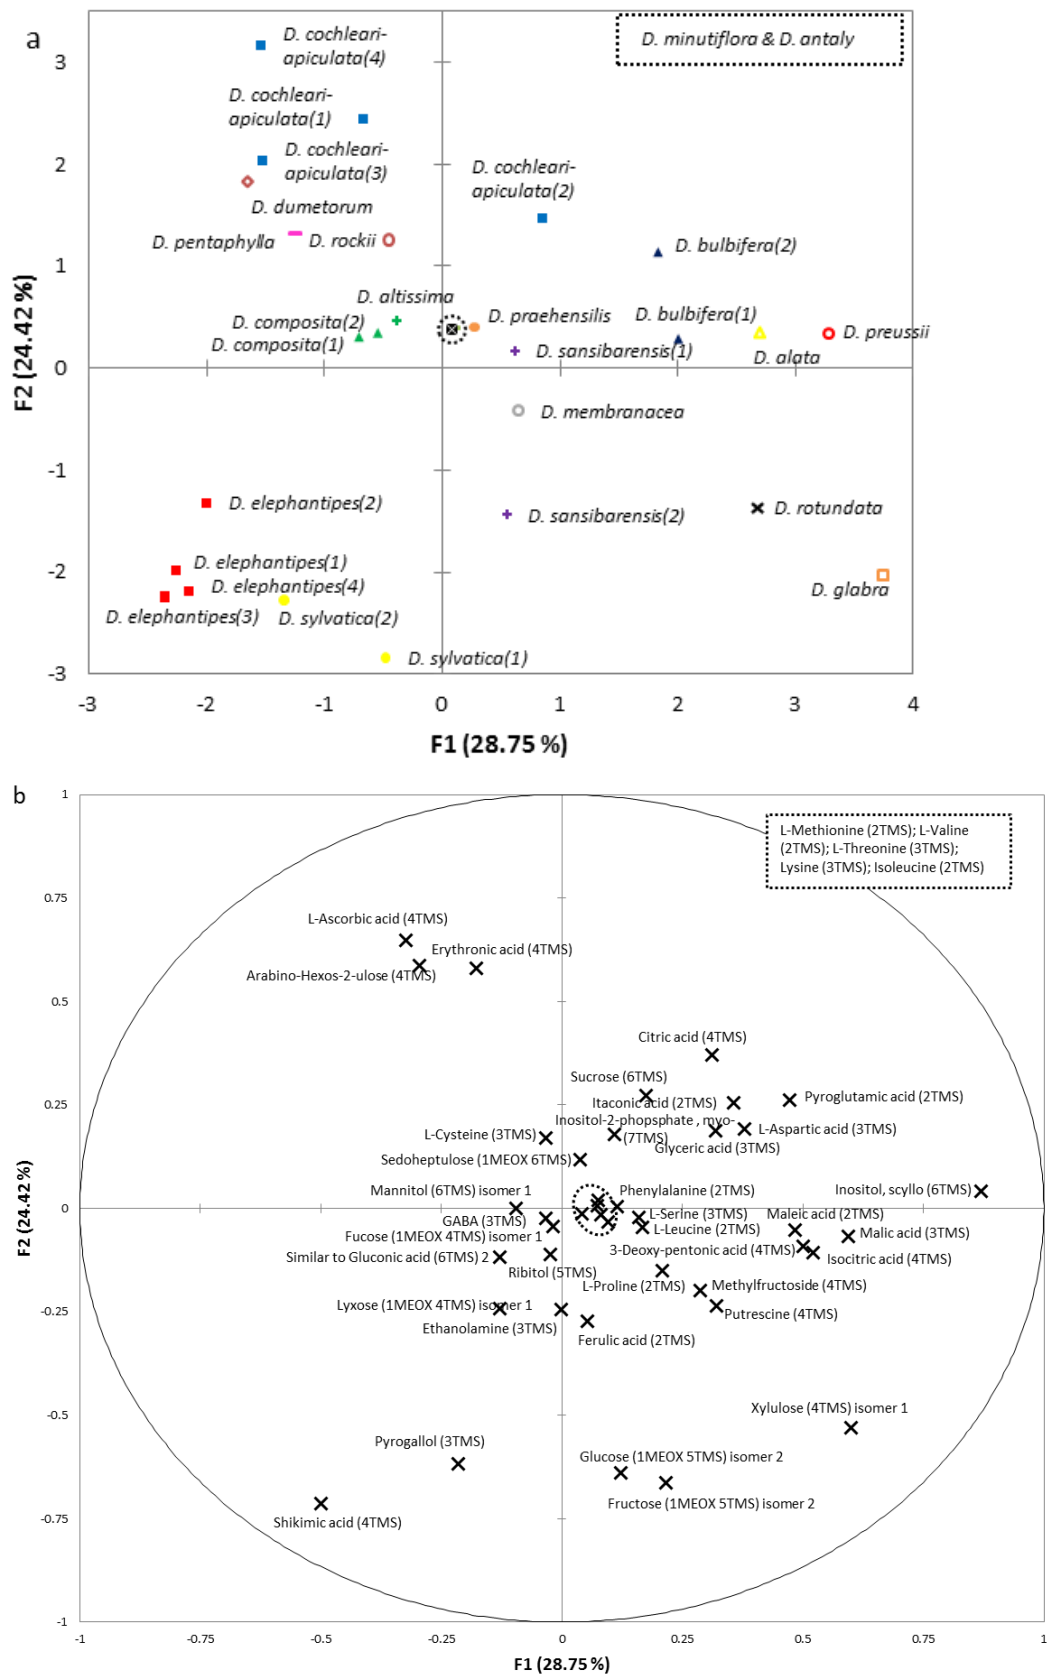 a
D. cochleari-
apiculata(4)
D. minutiflora & D. antaly
3
D. cochleari-
apiculata(1)
D. cochleari-
apiculata(3)
2
D. cochleari-
apiculata(2)
D. dumetorum
D. pentaphylla
D. rockii
D. bulbifera(2)
1
D. altissima
D. composita(2)
D. praehensilis
D. bulbifera(1)
D. preussii
D. composita(1)
D. sansibarensis(1)
D. alata
0
D. membranacea
F2 (24.42 %)
-1
D. elephantipes(2)
D. sansibarensis(2)
D. rotundata
D. elephantipes(1)
-2
D. elephantipes(4)
D. glabra
D. elephantipes(3)
D. sylvatica(2)
D. sylvatica(1)
-3
-3
-2
-1
0
1
2
3
4
F1 (28.75 %)
b
1
L-Methionine (2TMS); L-Valine
(2TMS); L-Threonine (3TMS);
Lysine (3TMS); Isoleucine (2TMS)
0.75
L-Ascorbic acid (4TMS)
Erythronic acid (4TMS)
Arabino-Hexos-2-ulose (4TMS)
0.5
Citric acid (4TMS)
Sucrose (6TMS)
Itaconic acid (2TMS)
Pyroglutamic acid (2TMS)
0.25
Inositol-2-phopsphate , myo-
(7TMS)
L-Aspartic acid (3TMS)
L-Cysteine (3TMS)
Glyceric acid (3TMS)
Sedoheptulose (1MEOX 6TMS)
Mannitol (6TMS) isomer 1
Phenylalanine (2TMS)
Inositol, scyllo (6TMS)
0
GABA (3TMS)
L-Serine (3TMS)
Maleic acid (2TMS)
Fucose (1MEOX 4TMS) isomer 1
L-Leucine (2TMS)
Malic acid (3TMS)
Similar to Gluconic acid (6TMS) 2
3-Deoxy-pentonic acid (4TMS)
Isocitric acid (4TMS)
Ribitol (5TMS)
L-Proline (2TMS)
Methylfructoside (4TMS)
F2 (24.42 %)
-0.25
Lyxose (1MEOX 4TMS) isomer 1
Putrescine (4TMS)
Ethanolamine (3TMS)
Ferulic acid (2TMS)
Xylulose (4TMS) isomer 1
-0.5
Pyrogallol (3TMS)
Glucose (1MEOX 5TMS) isomer 2
Fructose (1MEOX 5TMS) isomer 2
-0.75
Shikimic acid (4TMS)
-1
-1
-0.75
-0.5
-0.25
0
0.25
0.5
0.75
1
F1 (28.75 %)